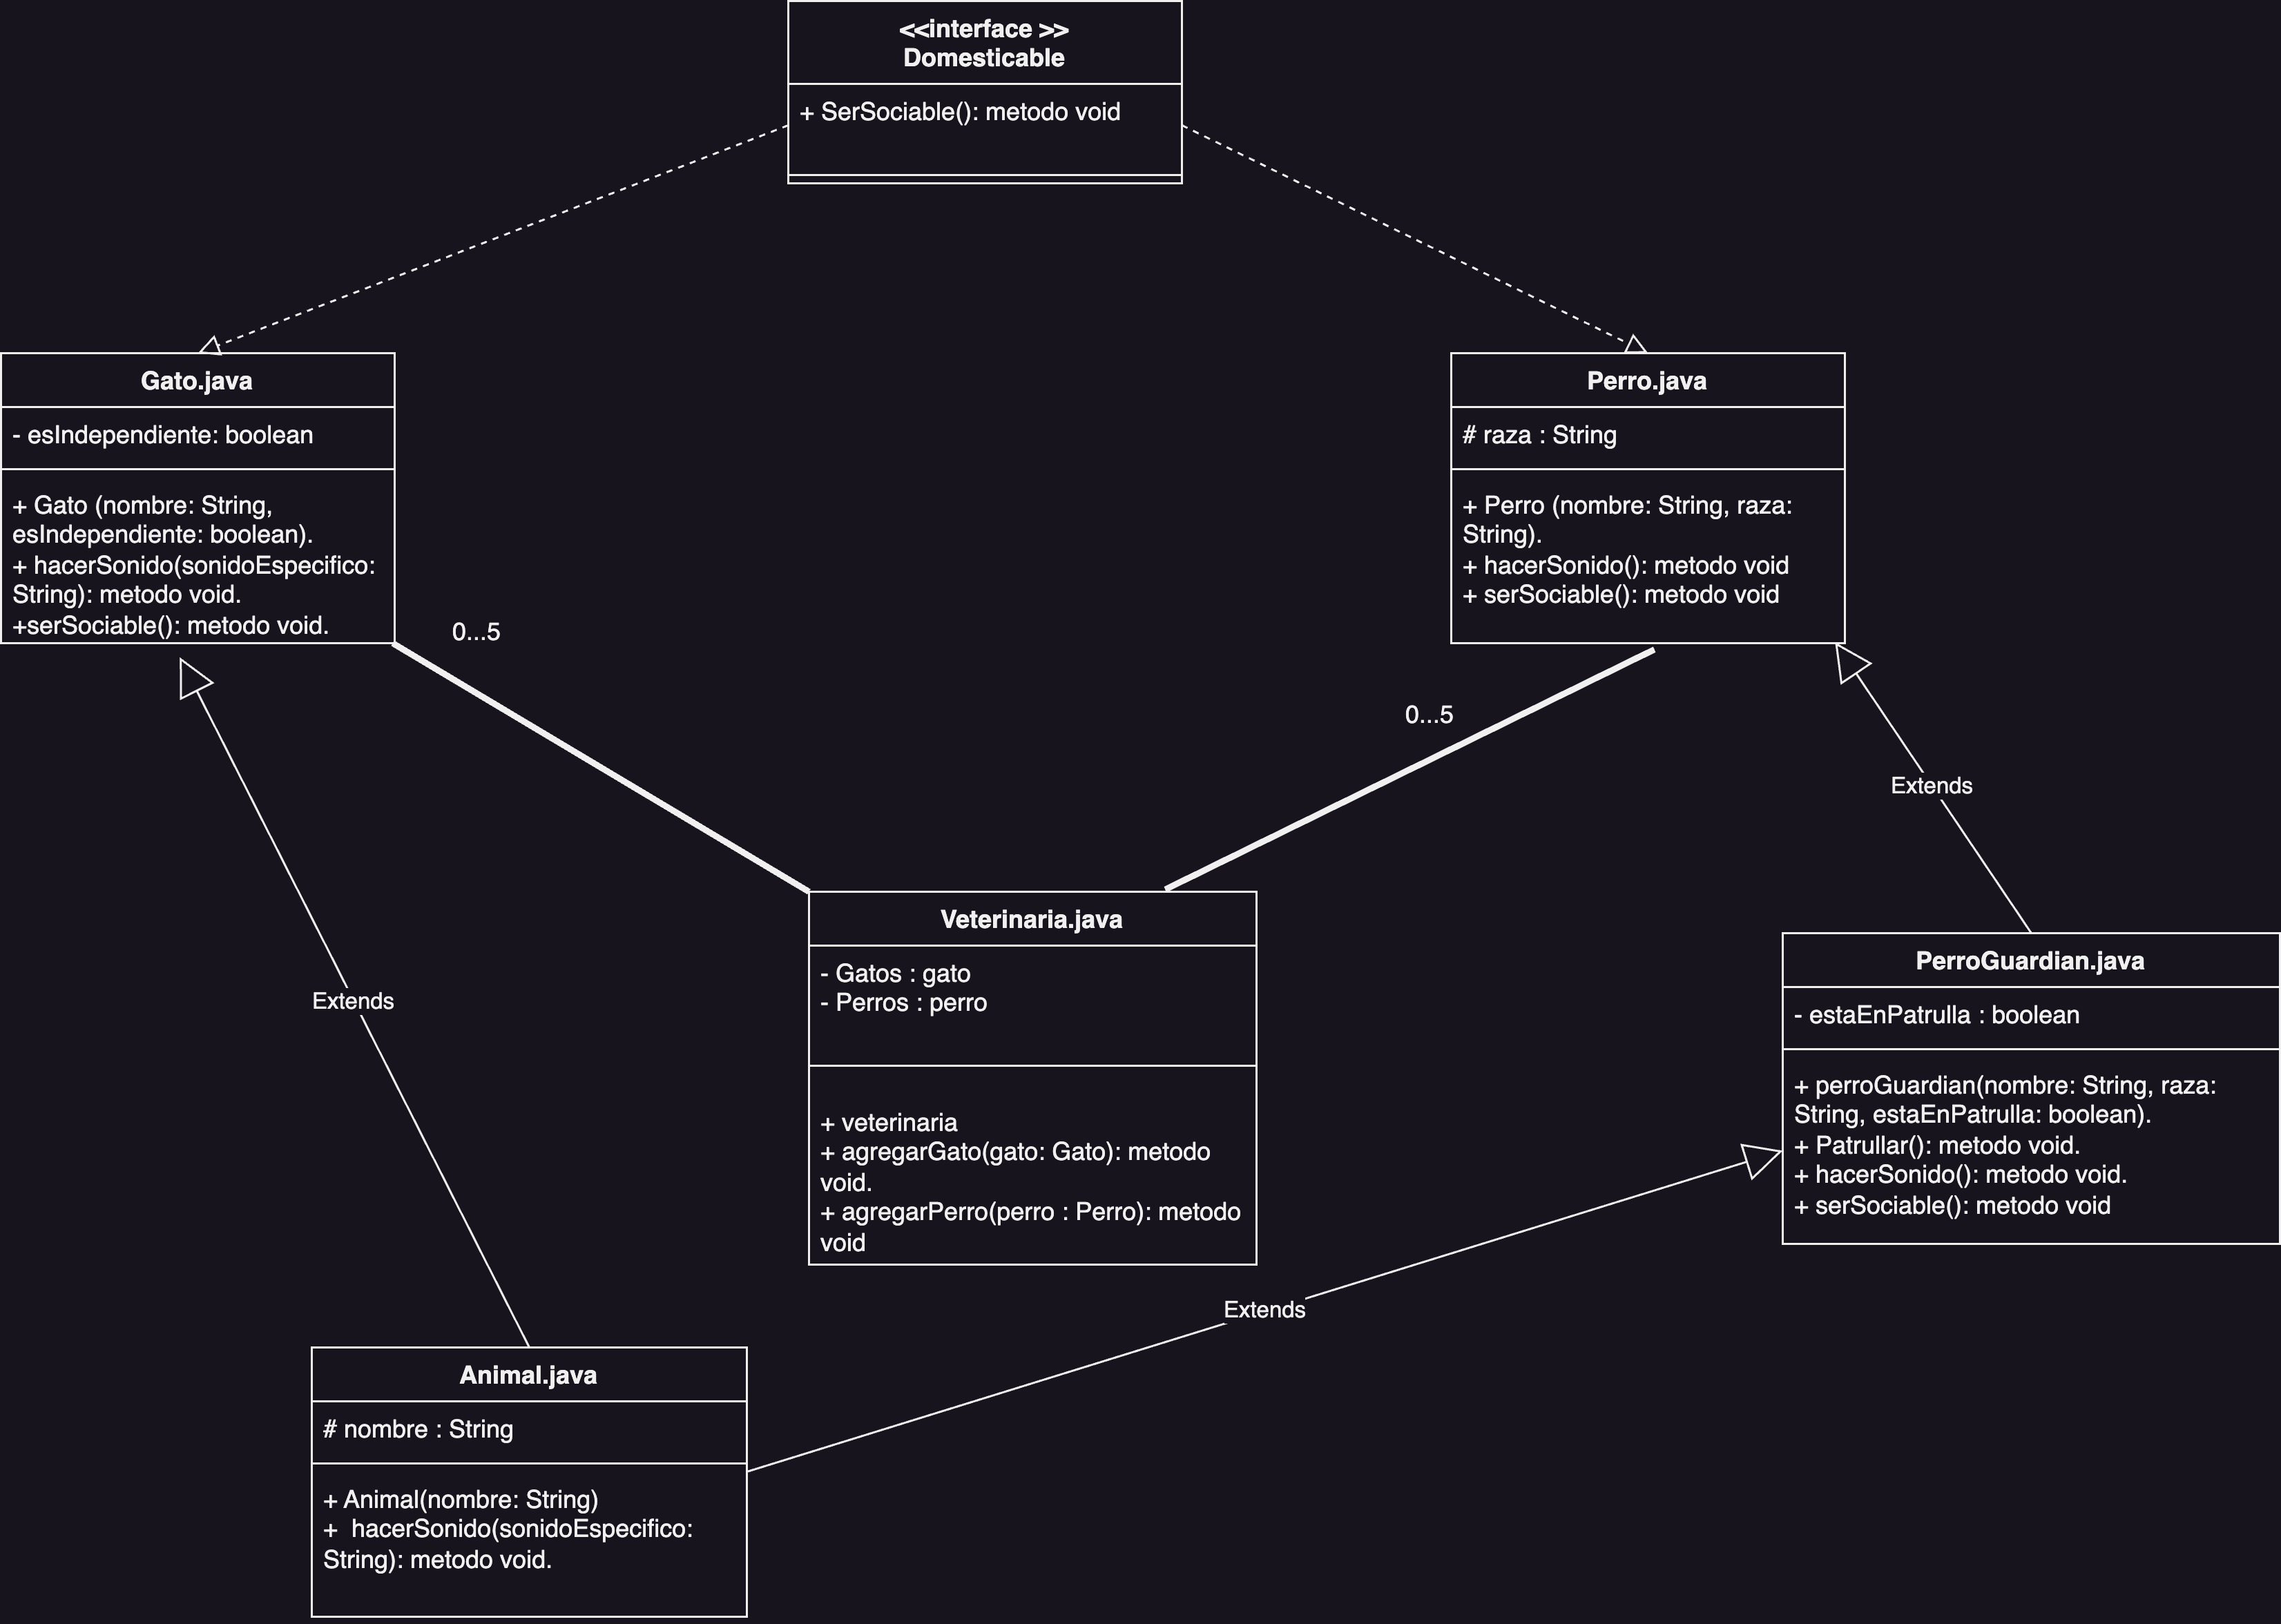 <<interface >>
Domesticable
+ SerSociable(): metodo void
Gato.java
- esIndependiente: boolean
+ Gato (nombre: String,
esIndependiente: boolean).
+ hacerSonido(sonidoEspecifico:
String): metodo void.
+serSociable(): metodo void.
Perro.java
# raza : String
+ Perro (nombre: String, raza:
String).
+ hacerSonido(): metodo void
+ serSociable(): metodo void
0...5
0...5
Extends
Veterinaria.java
- Gatos : gato
- Perros : perro
+ veterinaria
+ agregarGato(gato: Gato): metodo
void.
+ agregarPerro(perro : Perro): metodo
void
PerroGuardian.java
- estaEnPatrulla : boolean
+ perroGuardian(nombre: String, raza:
String, estaEnPatrulla: boolean).
+ Patrullar(): metodo void.
+ hacerSonido(): metodo void.
+ serSociable(): metodo void
Extends
Extends
Animal.java
# nombre : String
+ Animal(nombre: String)
+  hacerSonido(sonidoEspecifico:
String): metodo void.